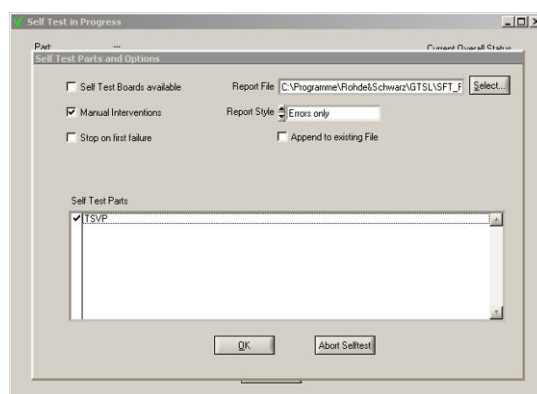 Self Test in Progress
Part: ---
Current Overall Status
Self Test Parts and Options
Self Test Boards available
Report File C:\Programme\Rohde&Schwarz\GTSL\SFT_F Select...
Manual Interventions
Report Style Errors only
Stop on first failure
Append to existing File
Self Test Parts
TSVP
OK
Abort Selftest